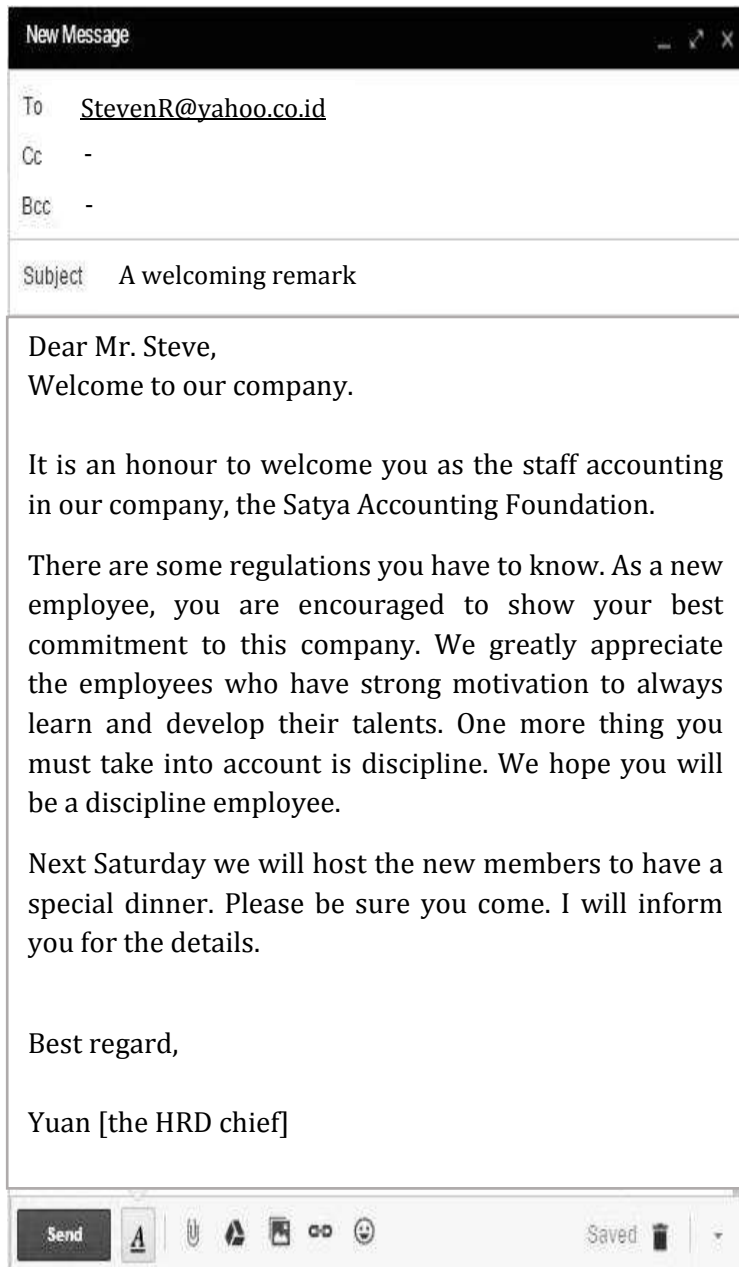 New Message
To StevenR@yahoo.co.id
Cc -
Bcc -
Subject A welcoming remark
Dear Mr. Steve,
Welcome to our company.
It is an honour to welcome you as the staff accounting
in our company, the Satya Accounting Foundation.
There are some regulations you have to know. As a new
employee, you are encouraged to show your best
commitment to this company. We greatly appreciate
the employees who have strong motivation to always
learn and develop their talents. One more thing you
must take into account is discipline. We hope you will
be a discipline employee.
Next Saturday we will host the new members to have a
special dinner. Please be sure you come. I will inform
you for the details.
Best regard,
Yuan [the HRD chief]
Send A Saved